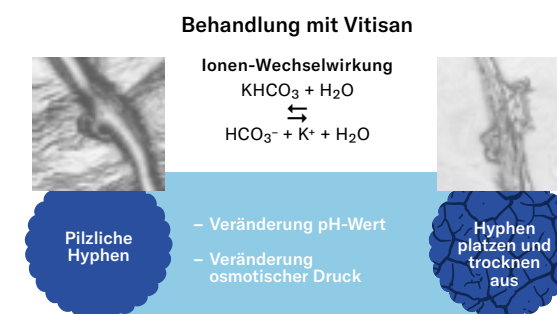 Behandlung mit Vitisan
Ionen-Wechselwirkung
KHCO₃ + H₂O
⇆
HCO₃⁻ + K⁺ + H₂O
Pilzliche
Hyphen
– Veränderung pH-Wert
– Veränderung
osmotischer Druck
Hyphen
platzen und
trocknen
aus